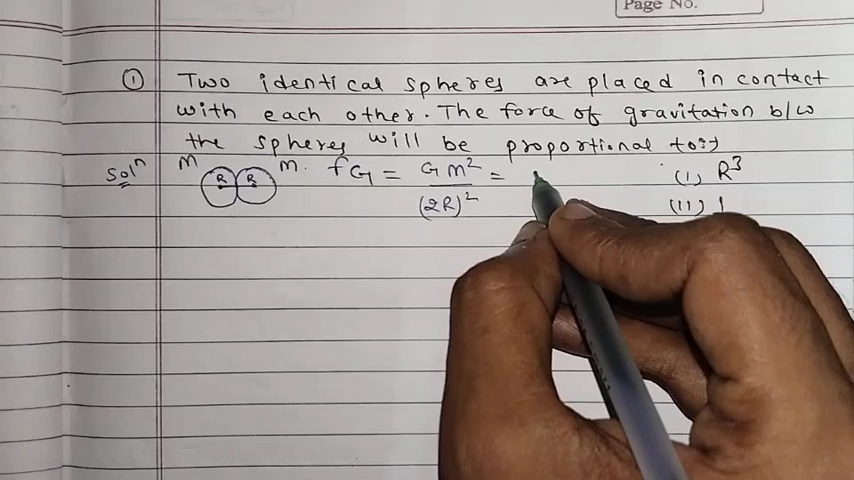 Page No.
① Two identical spheres are placed in contact
with each other. The force of gravitation b/w
the spheres will be proportional to:→
Solⁿ M R R M. fG = GM² / (2R)² =
(i) R³
(ii)